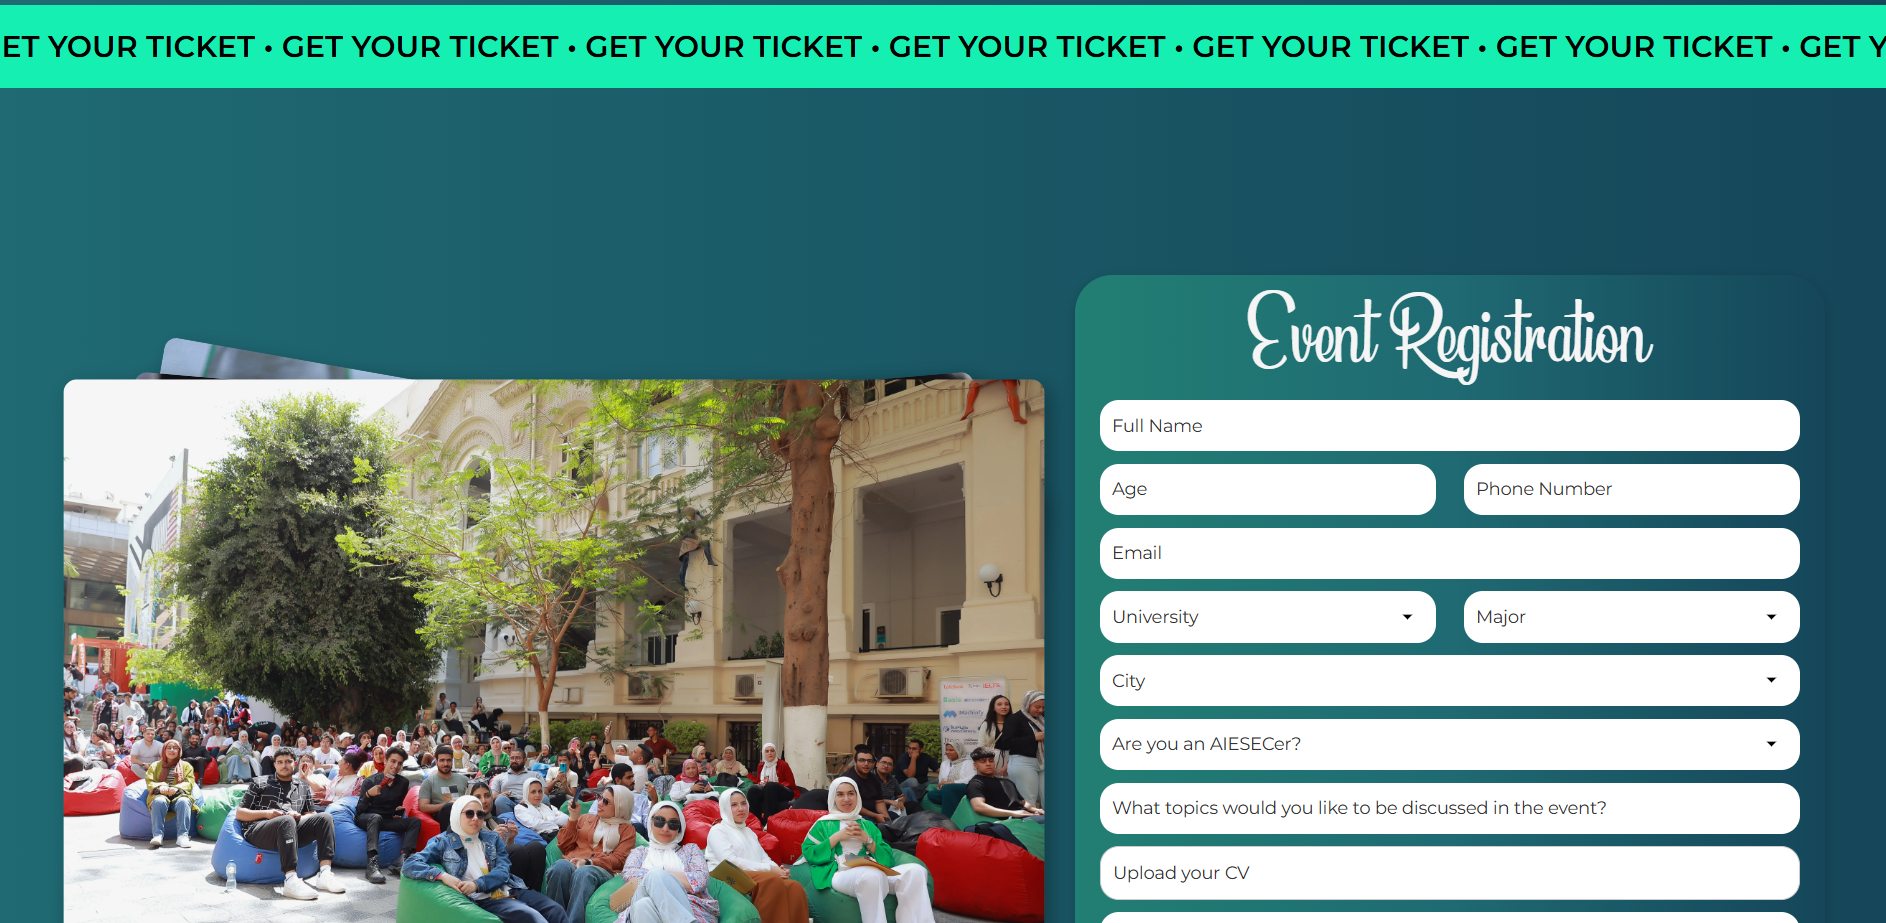 ET YOUR TICKET • GET YOUR TICKET • GET YOUR TICKET • GET YOUR TICKET • GET YOUR TICKET • GET YOUR TICKET • GET Y
Event Registration
Full Name
Age
Phone Number
Email
University
Major
City
Are you an AIESECer?
What topics would you like to be discussed in the event?
Upload your CV
IELTS